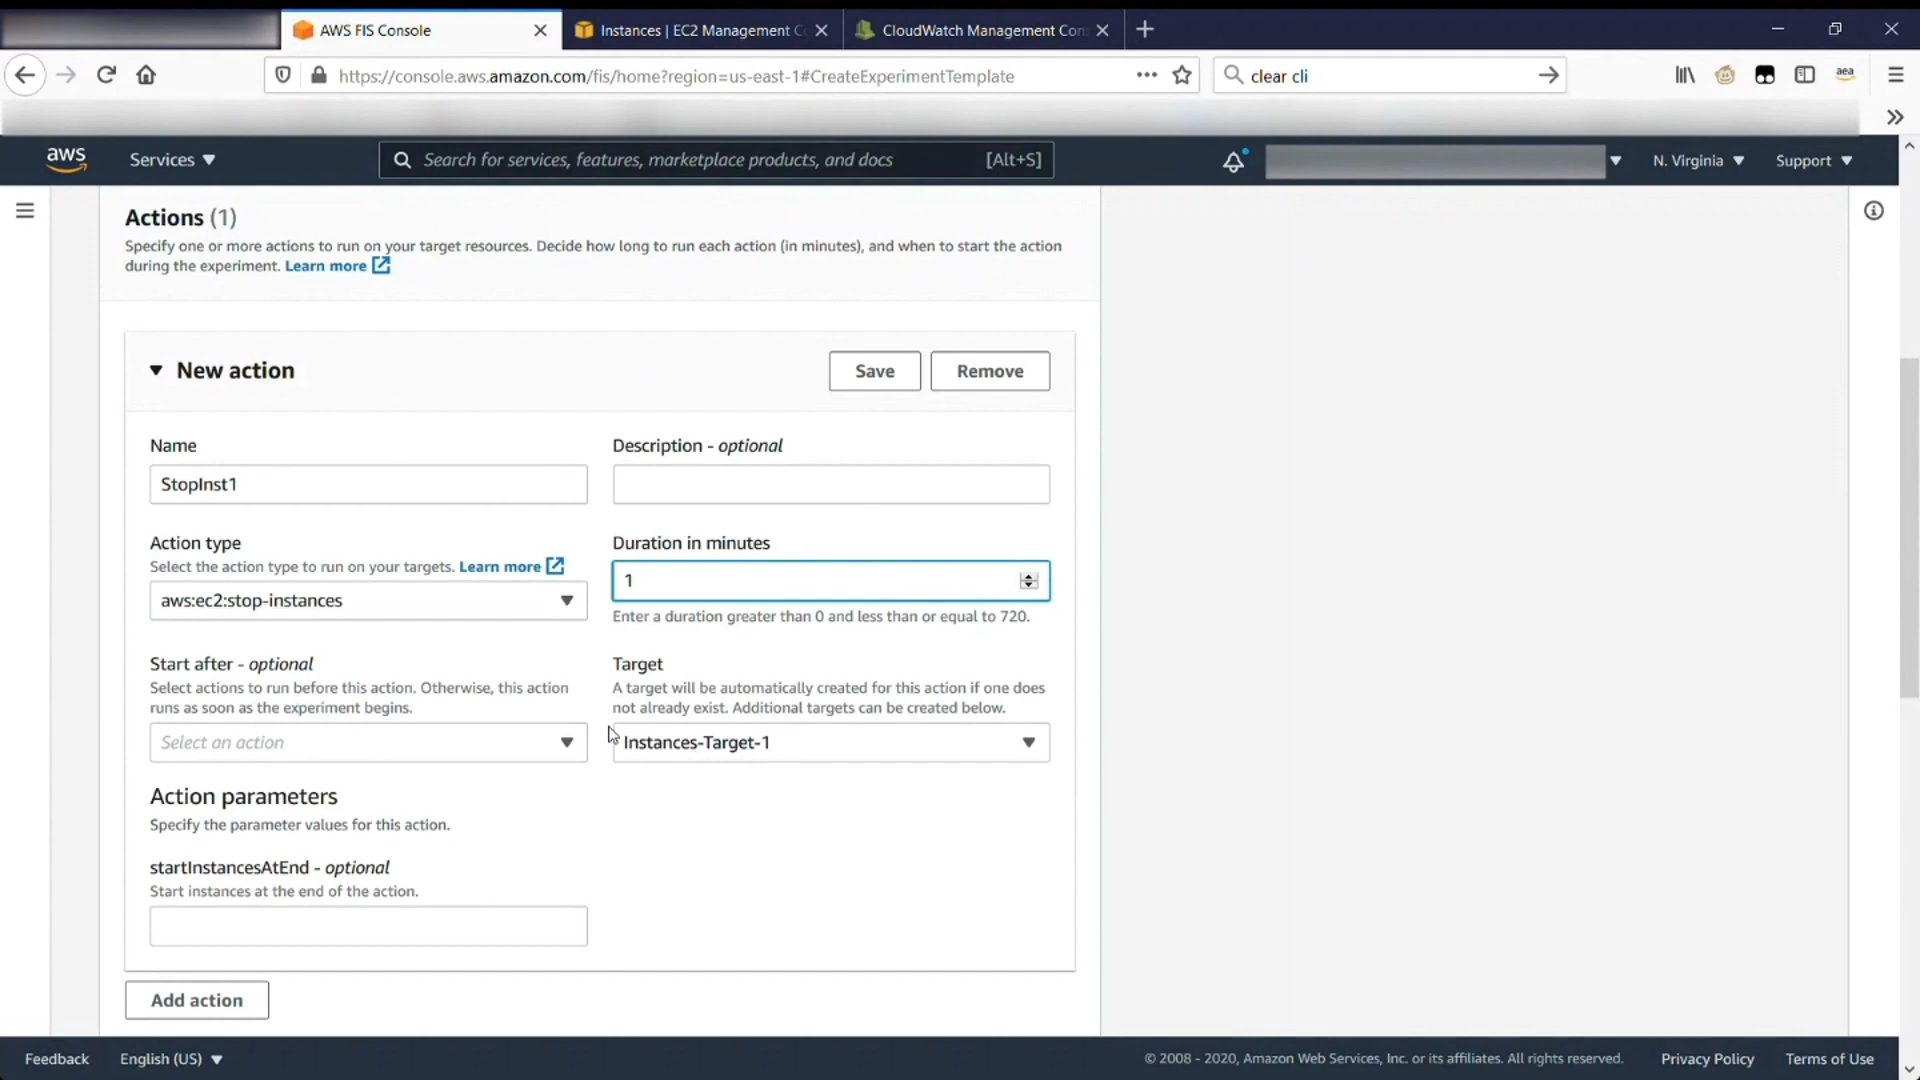 AWS FIS Console
Instances | EC2 Management C
CloudWatch Management Con
https://console.aws.amazon.com/fis/home?region=us-east-1#CreateExperimentTemplate
clear cli
aea
aws
Services
Search for services, features, marketplace products, and docs [Alt+S]
N. Virginia
Support
Actions (1)
Specify one or more actions to run on your target resources. Decide how long to run each action (in minutes), and when to start the action
during the experiment. Learn more
New action
Save
Remove
Name
StopInst1
Description - optional
Action type
Select the action type to run on your targets. Learn more
aws:ec2:stop-instances
Duration in minutes
1
Enter a duration greater than 0 and less than or equal to 720.
Start after - optional
Select actions to run before this action. Otherwise, this action
runs as soon as the experiment begins.
Select an action
Target
A target will be automatically created for this action if one does
not already exist. Additional targets can be created below.
Instances-Target-1
Action parameters
Specify the parameter values for this action.
startInstancesAtEnd - optional
Start instances at the end of the action.
Add action
Feedback
English (US)
© 2008 - 2020, Amazon Web Services, Inc. or its affiliates. All rights reserved.
Privacy Policy
Terms of Use